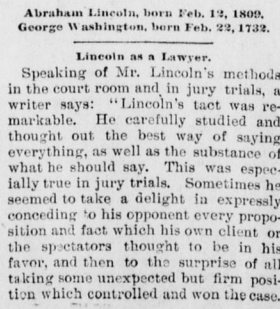 Abraham Lincoln, born Feb. 12, 1809.
George Washington, born Feb. 22, 1732.
Lincoln as a Lawyer.
Speaking of Mr. Lincoln's methods
in the court room and in jury trials, a
writer says: "Lincoln's tact was re-
markable. He carefully studied and
thought out the best way of saying
everything, as well as the substance of
what he should say. This was espec-
ially true in jury trials. Sometimes he
seemed to take a delight in expressly
conceding to his opponent every propo-
sition and fact which his own client or
the spectators thought to be in his
favor, and then to the surprise of all
taking some unexpected but firm posi-
tion which controlled and won the case.